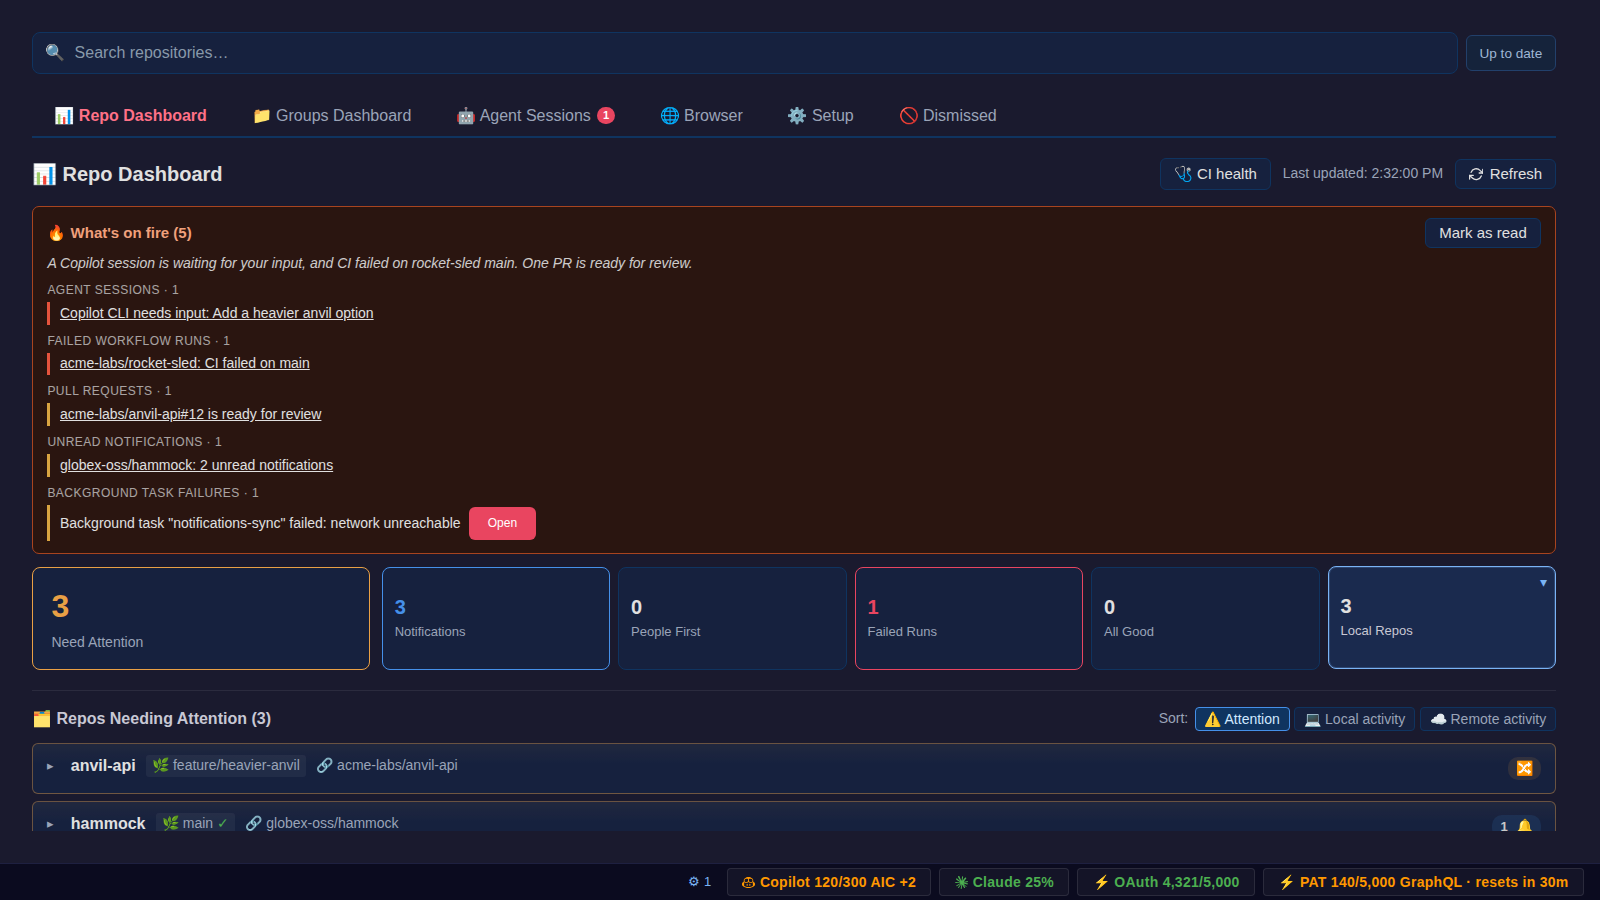 🔍 Search repositories…
Up to date
📊 Repo Dashboard
📁 Groups Dashboard
🤖 Agent Sessions 1
🌐 Browser
⚙️ Setup
🚫 Dismissed
📊 Repo Dashboard
🩺 CI health
Last updated: 2:32:00 PM
Refresh
🔥 What's on fire (5)
Mark as read
A Copilot session is waiting for your input, and CI failed on rocket-sled main. One PR is ready for review.
AGENT SESSIONS · 1
Copilot CLI needs input: Add a heavier anvil option
FAILED WORKFLOW RUNS · 1
acme-labs/rocket-sled: CI failed on main
PULL REQUESTS · 1
acme-labs/anvil-api#12 is ready for review
UNREAD NOTIFICATIONS · 1
globex-oss/hammock: 2 unread notifications
BACKGROUND TASK FAILURES · 1
Background task "notifications-sync" failed: network unreachable
Open
3
Need Attention
3
Notifications
0
People First
1
Failed Runs
0
All Good
▾
3
Local Repos
🗂️ Repos Needing Attention (3)
Sort:
⚠️ Attention
💻 Local activity
☁️ Remote activity
▸ anvil-api 🌿 feature/heavier-anvil 🔗 acme-labs/anvil-api 🔀
▸ hammock 🌿 main ✓ 🔗 globex-oss/hammock 1 🔔
⚙ 1
Copilot 120/300 AIC +2
Claude 25%
⚡ OAuth 4,321/5,000
⚡ PAT 140/5,000 GraphQL · resets in 30m